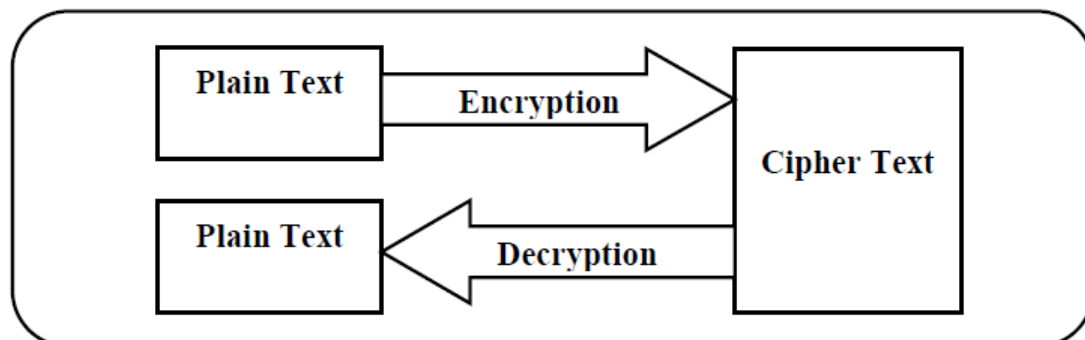 Plain Text
Encryption
Cipher Text
Plain Text
Decryption